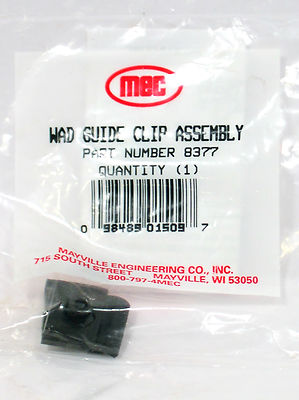 mec
WAD GUIDE CLIP ASSEMBLY
PART NUMBER 8377
QUANTITY (1)
0 98489 01509 7
MAYVILLE ENGINEERING CO., INC.
715 SOUTH STREET MAYVILLE, WI 53050
800-797-4MEC